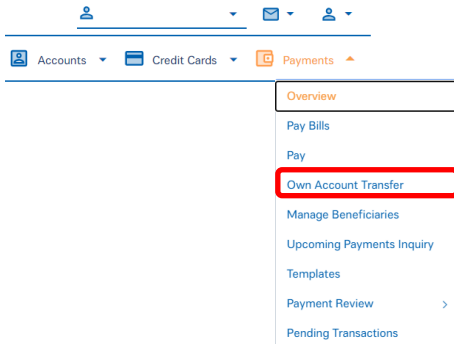 Accounts Credit Cards Payments
Overview
Pay Bills
Pay
Own Account Transfer
Manage Beneficiaries
Upcoming Payments Inquiry
Templates
Payment Review
Pending Transactions